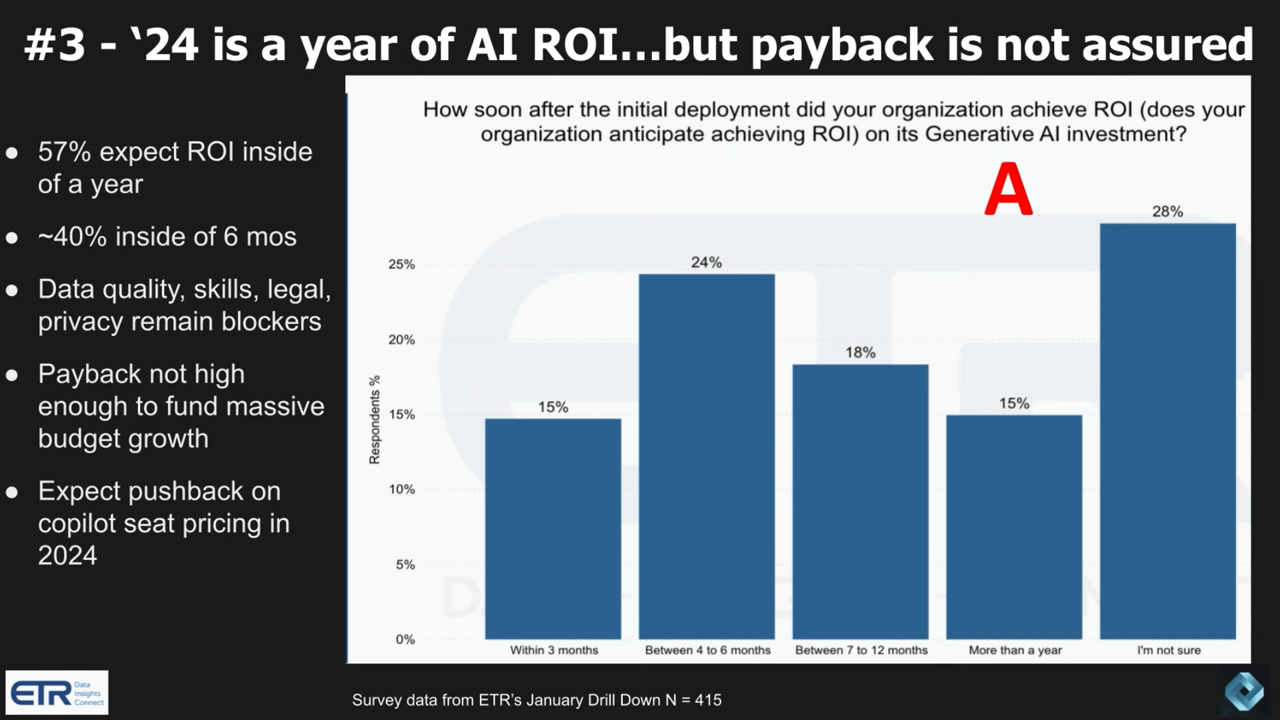 #3 - ‘24 is a year of AI ROI...but payback is not assured
● 57% expect ROI inside
of a year
● ~40% inside of 6 mos
● Data quality, skills, legal,
privacy remain blockers
● Payback not high
enough to fund massive
budget growth
● Expect pushback on
copilot seat pricing in
2024
How soon after the initial deployment did your organization achieve ROI (does your
organization anticipate achieving ROI) on its Generative AI investment?
A
Respondents %
25%
20%
15%
10%
5%
0%
15%
24%
18%
15%
28%
Within 3 months
Between 4 to 6 months
Between 7 to 12 months
More than a year
I'm not sure
ETR
Data
Insights
Connect
Survey data from ETR’s January Drill Down N = 415